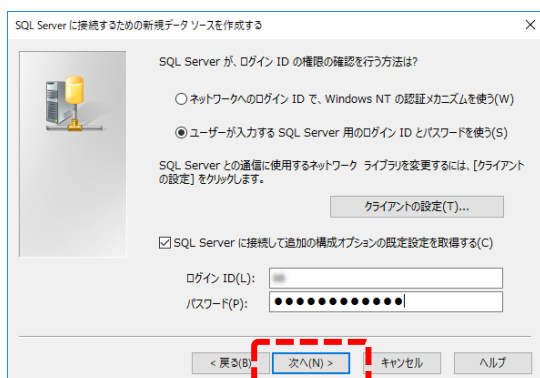 SQL Server に接続するための新規データ ソースを作成する
SQL Server が、ログイン ID の権限の確認を行う方法は?
ネットワークへのログイン ID で、Windows NT の認証メカニズムを使う(W)
ユーザーが入力する SQL Server 用のログイン ID とパスワードを使う(S)
SQL Server との通信に使用するネットワーク ライブラリを変更するには、[クライアント
の設定] をクリックします。
クライアントの設定(T)...
SQL Server に接続して追加の構成オプションの既定設定を取得する(C)
ログイン ID(L):
パスワード(P): ●●●●●●●●●●●●
< 戻る(B) 次へ(N) > キャンセル ヘルプ